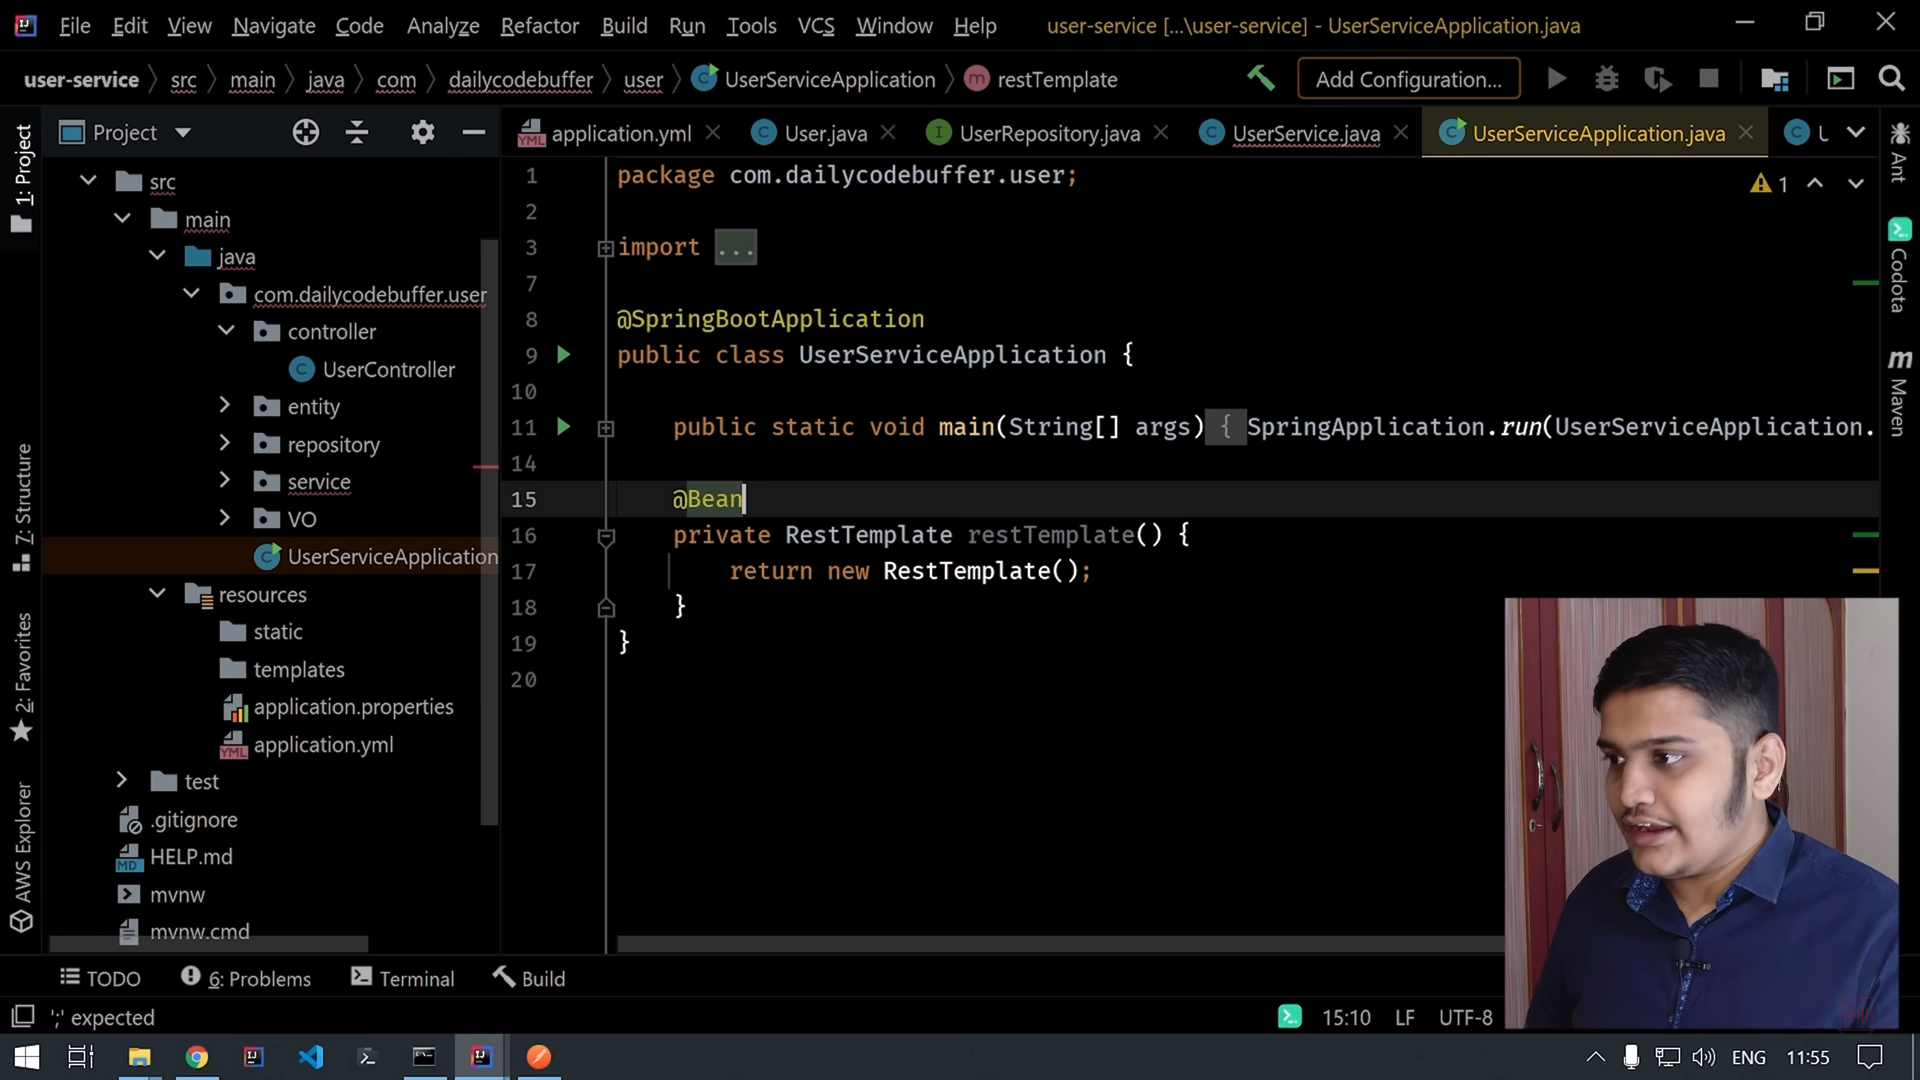 File Edit View Navigate Code Analyze Refactor Build Run Tools VCS Window Help user-service [...\user-service] - UserServiceApplication.java
user-service src main java com dailycodebuffer user UserServiceApplication m restTemplate Add Configuration...
Project application.yml User.java UserRepository.java UserService.java UserServiceApplication.java
1: Project
7: Structure
2: Favorites
AWS Explorer
src
main
java
com.dailycodebuffer.user
controller
UserController
entity
repository
service
VO
UserServiceApplication
resources
static
templates
application.properties
application.yml
test
.gitignore
HELP.md
mvnw
mvnw.cmd
1 package com.dailycodebuffer.user;
2
3 import ...
7
8 @SpringBootApplication
9 public class UserServiceApplication {
10
11 public static void main(String[] args) { SpringApplication.run(UserServiceApplication.
14
15 @Bean
16 private RestTemplate restTemplate() {
17 return new RestTemplate();
18 }
19 }
20
1
Ant
Codota
m Maven
TODO 6: Problems Terminal Build
';' expected 15:10 LF UTF-8
ENG 11:55